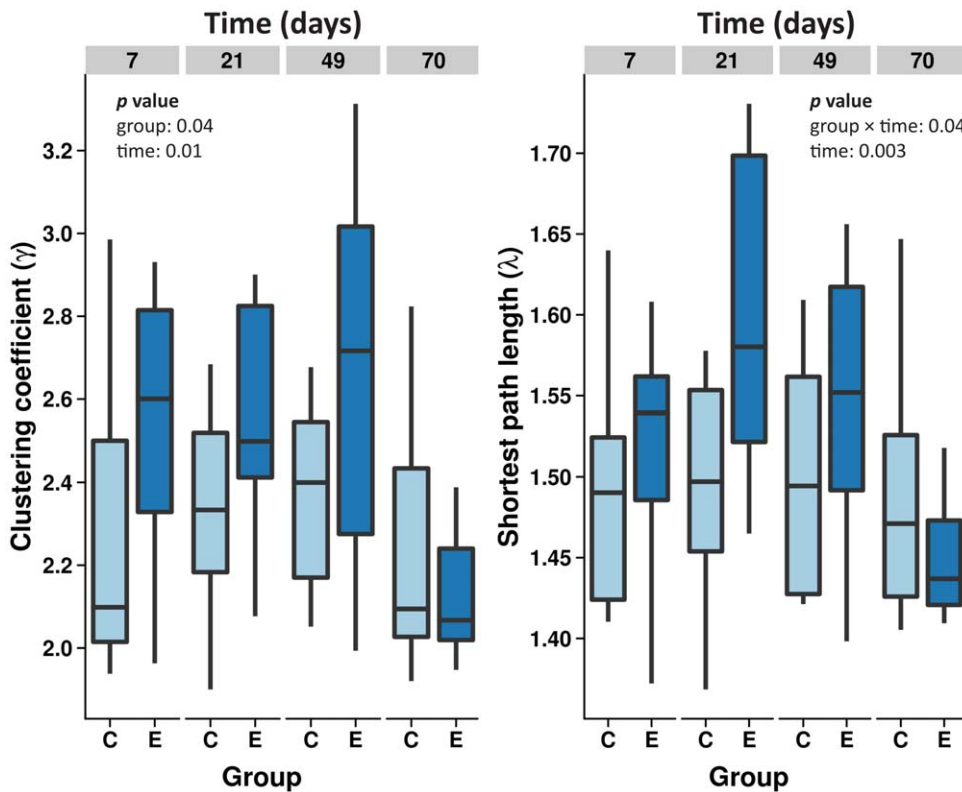 Time (days)
7 21 49 70
p value
group: 0.04
time: 0.01
Clustering coefficient (γ)
3.2
3.0
2.8
2.6
2.4
2.2
2.0
C E C E C E C E
Group
Time (days)
7 21 49 70
p value
group × time: 0.04
time: 0.003
Shortest path length (λ)
1.70
1.65
1.60
1.55
1.50
1.45
1.40
C E C E C E C E
Group